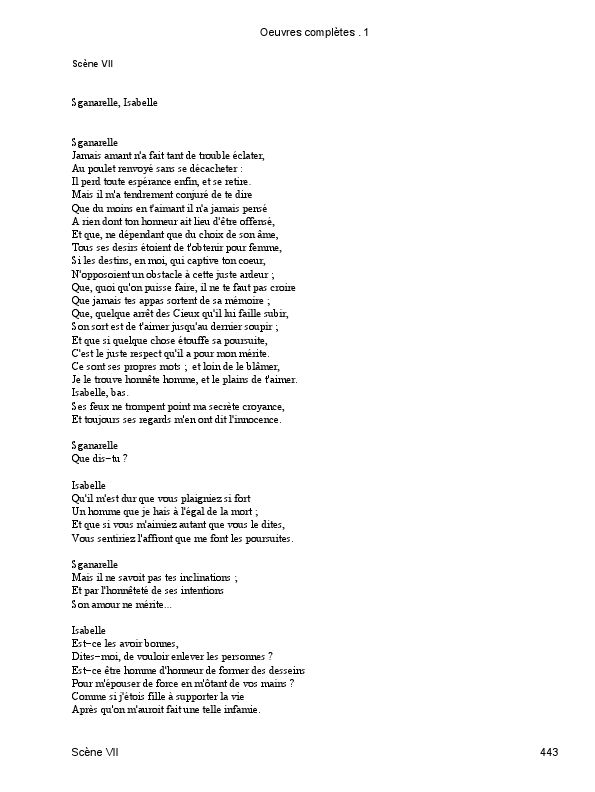 Oeuvres complètes . 1
Scène VII
Sganarelle, Isabelle
Sganarelle
Jamais amant n'a fait tant de trouble éclater,
Au poulet renvoyé sans se décacheter :
Il perd toute espérance enfin, et se retire.
Mais il m'a tendrement conjuré de te dire
Que du moins en t'aimant il n'a jamais pensé
A rien dont ton honneur ait lieu d'être offensé,
Et que, ne dépendant que du choix de son âme,
Tous ses desirs étoient de t'obtenir pour femme,
Si les destins, en moi, qui captive ton coeur,
N'opposoient un obstacle à cette juste ardeur ;
Que, quoi qu'on puisse faire, il ne te faut pas croire
Que jamais tes appas sortent de sa mémoire ;
Que, quelque arrêt des Cieux qu'il lui faille subir,
Son sort est de t'aimer jusqu'au dernier soupir ;
Et que si quelque chose étouffe sa poursuite,
C'est le juste respect qu'il a pour mon mérite.
Ce sont ses propres mots ; et loin de le blâmer,
Je le trouve honnête homme, et le plains de t'aimer.
Isabelle, bas.
Ses feux ne trompent point ma secrète croyance,
Et toujours ses regards m'en ont dit l'innocence.
Sganarelle
Que dis−tu ?
Isabelle
Qu'il m'est dur que vous plaigniez si fort
Un homme que je hais à l'égal de la mort ;
Et que si vous m'aimiez autant que vous le dites,
Vous sentiriez l'affront que me font les poursuites.
Sganarelle
Mais il ne savoit pas tes inclinations ;
Et par l'honnêteté de ses intentions
Son amour ne mérite...
Isabelle
Est−ce les avoir bonnes,
Dites−moi, de vouloir enlever les personnes ?
Est−ce être homme d'honneur de former des desseins
Pour m'épouser de force en m'ôtant de vos mains ?
Comme si j'étois fille à supporter la vie
Après qu'on m'auroit fait une telle infamie.
Scène VII
443